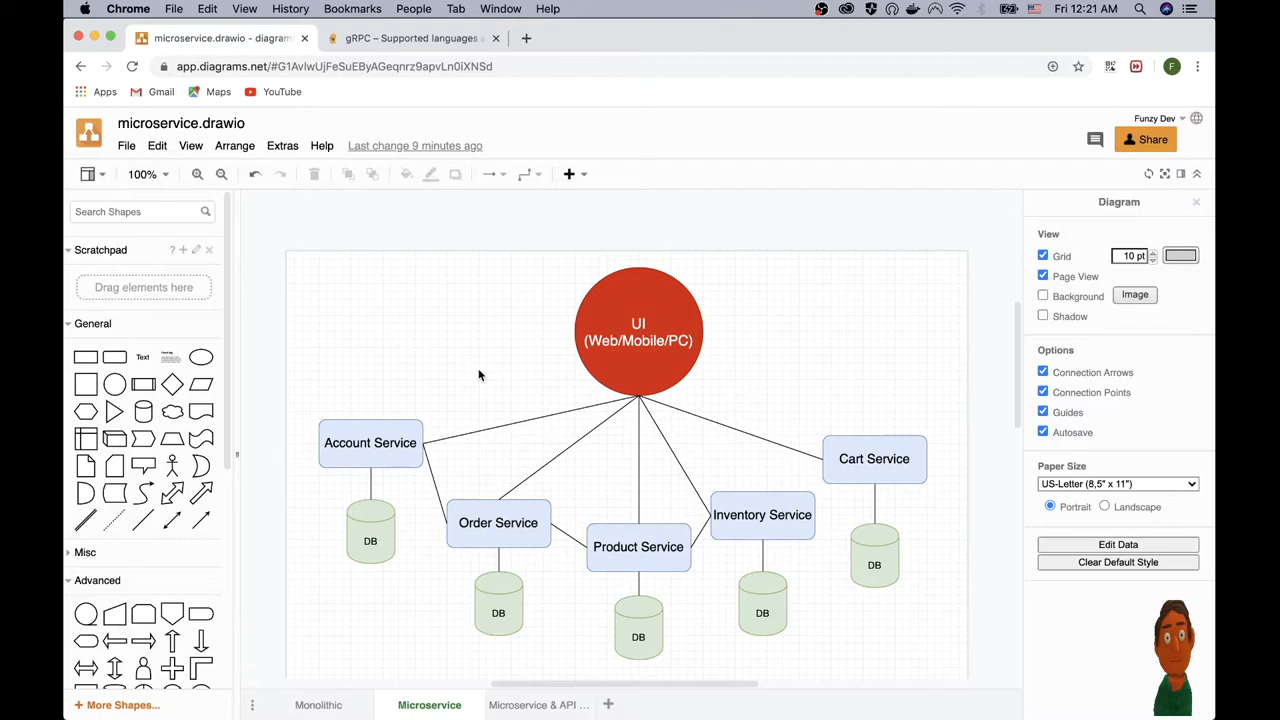 Chrome File Edit View History Bookmarks People Tab Window Help Fri 12:21 AM
microservice.drawio - diagram
gRPC – Supported languages
app.diagrams.net/#G1AvlwUjFeSuEByAGeqnrz9apvLn0iXNSd
F
Apps Gmail Maps YouTube
microservice.drawio
Funzy Dev
File Edit View Arrange Extras Help Last change 9 minutes ago
Share
100%
Search Shapes
Scratchpad
?
Drag elements here
General
Text
Misc
Advanced
+ More Shapes...
UI
(Web/Mobile/PC)
Account Service
Cart Service
Order Service
Inventory Service
Product Service
DB
DB
DB
DB
DB
Monolithic
Microservice
Microservice & API ...
Diagram
View
Grid
10 pt
Page View
Background
Image
Shadow
Options
Connection Arrows
Connection Points
Guides
Autosave
Paper Size
US-Letter (8,5" x 11")
Portrait
Landscape
Edit Data
Clear Default Style